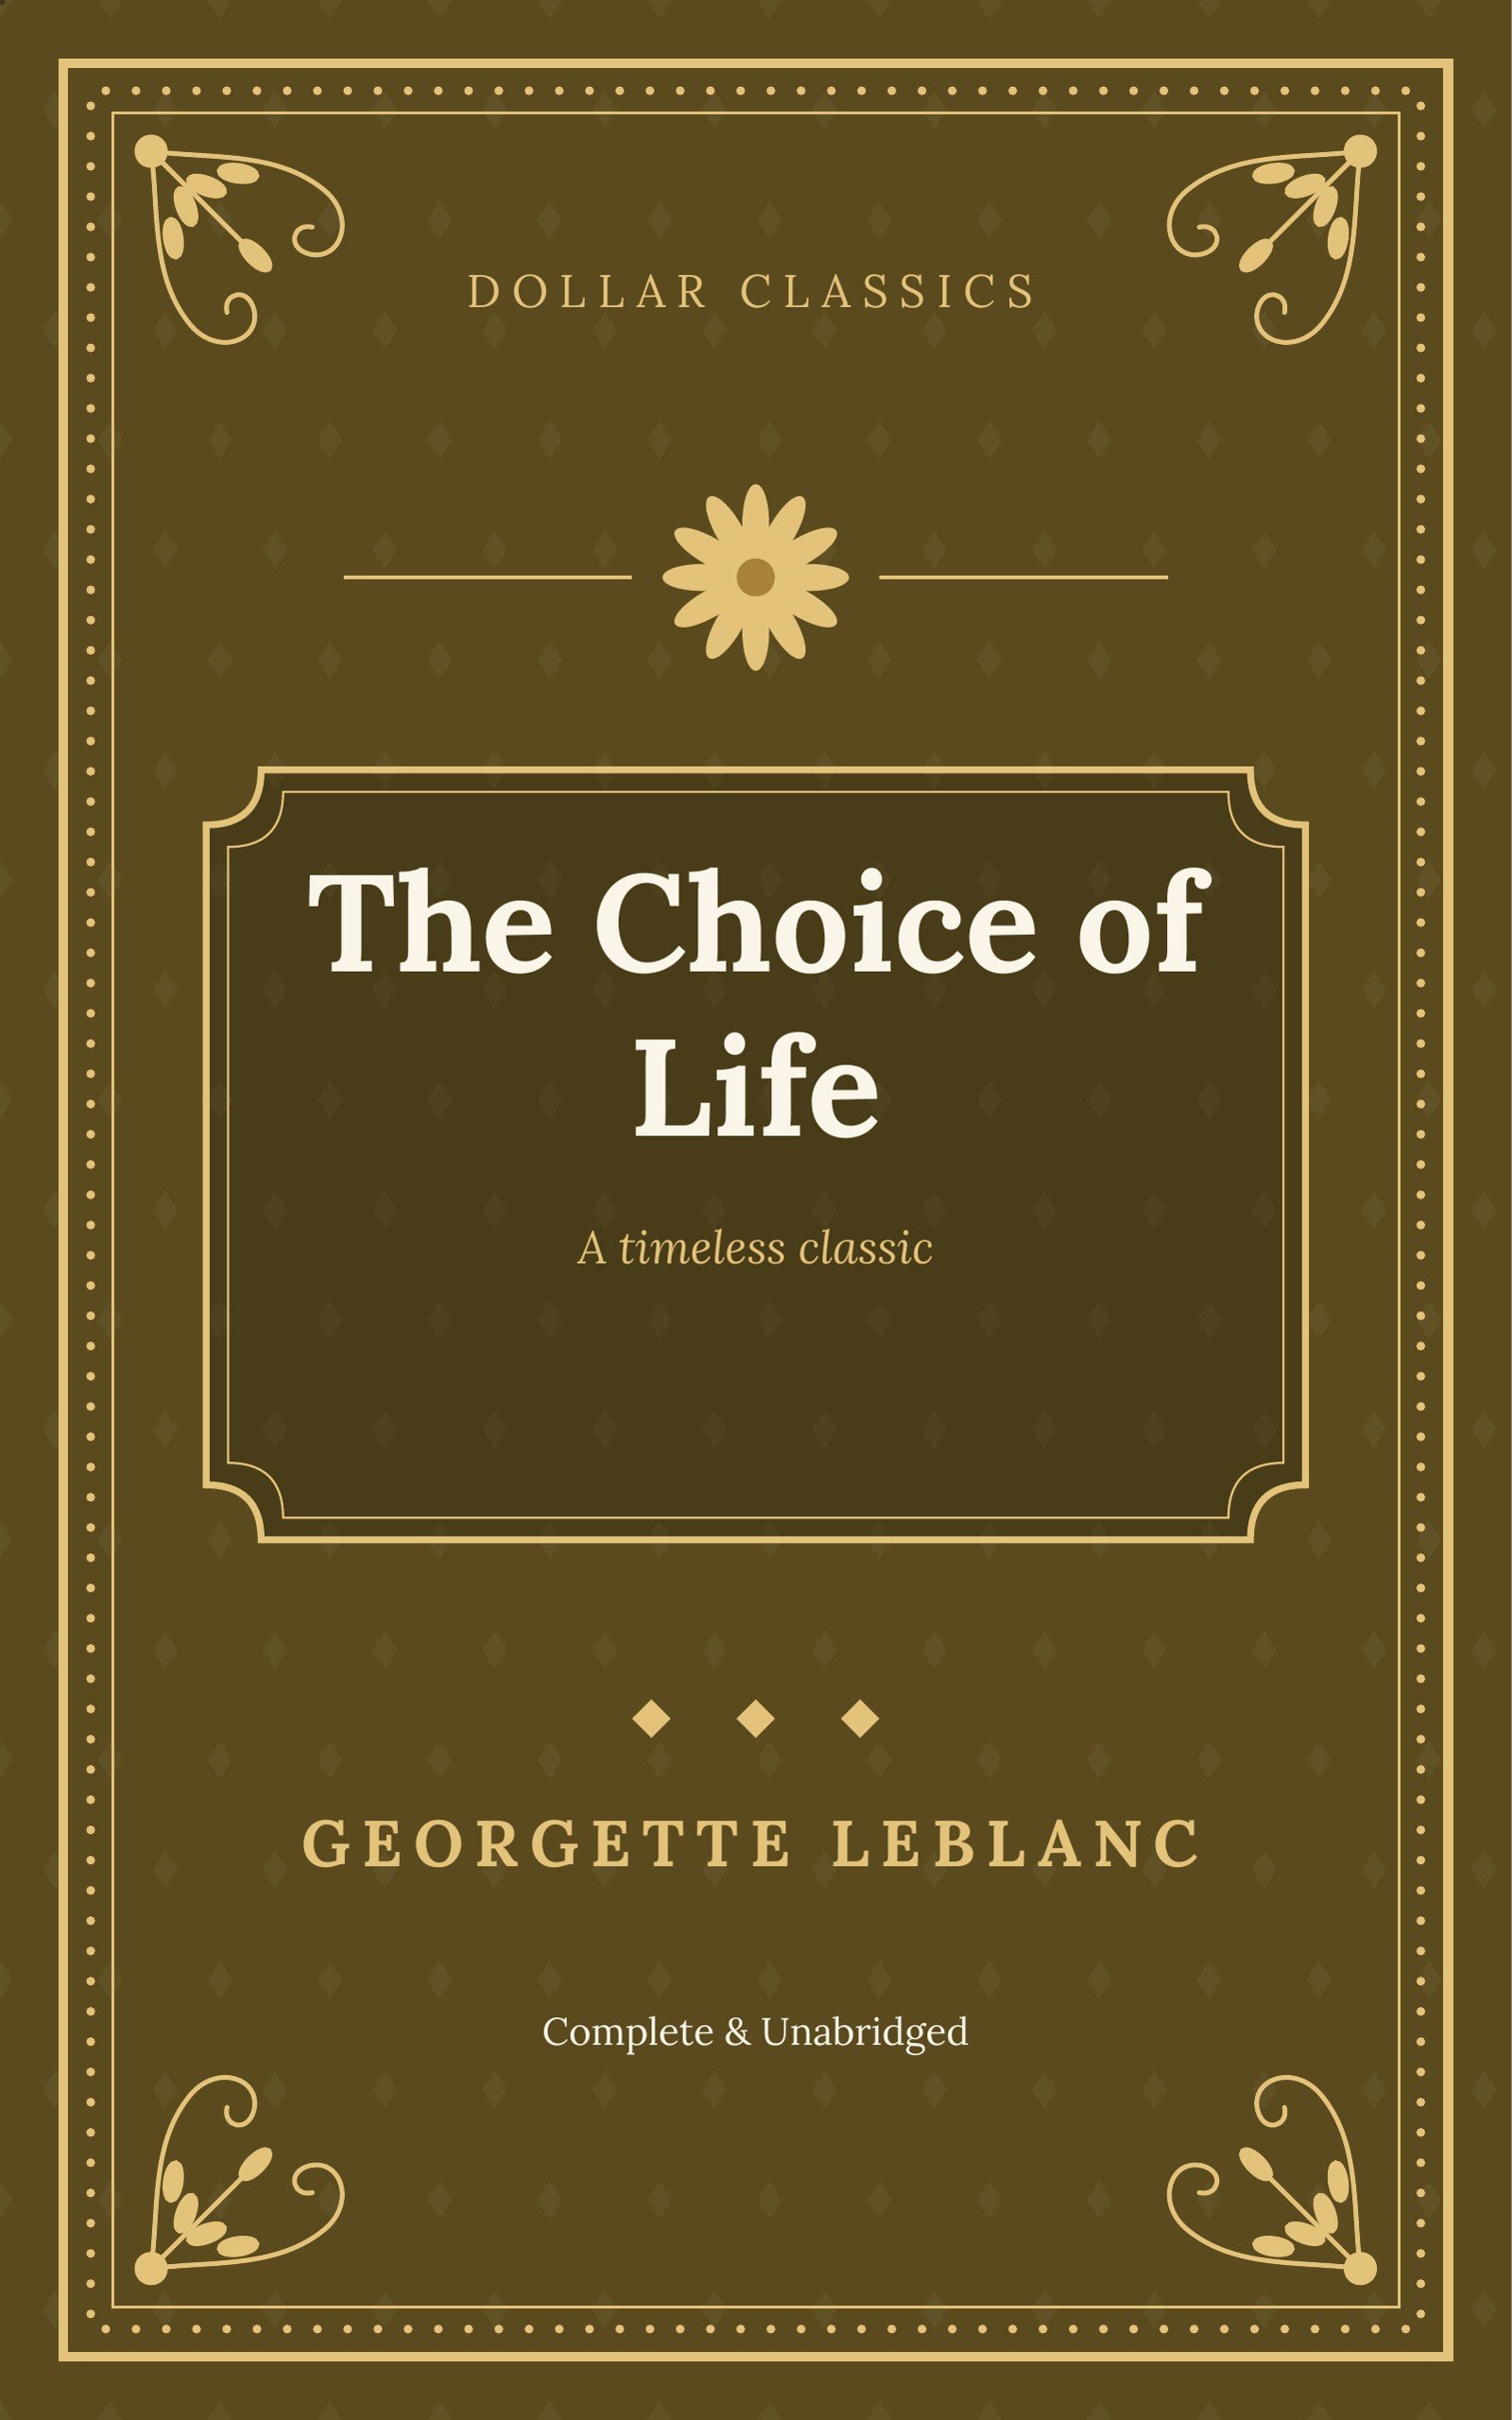 DOLLAR CLASSICS
The Choice of
Life
A timeless classic
GEORGETTE LEBLANC
Complete & Unabridged